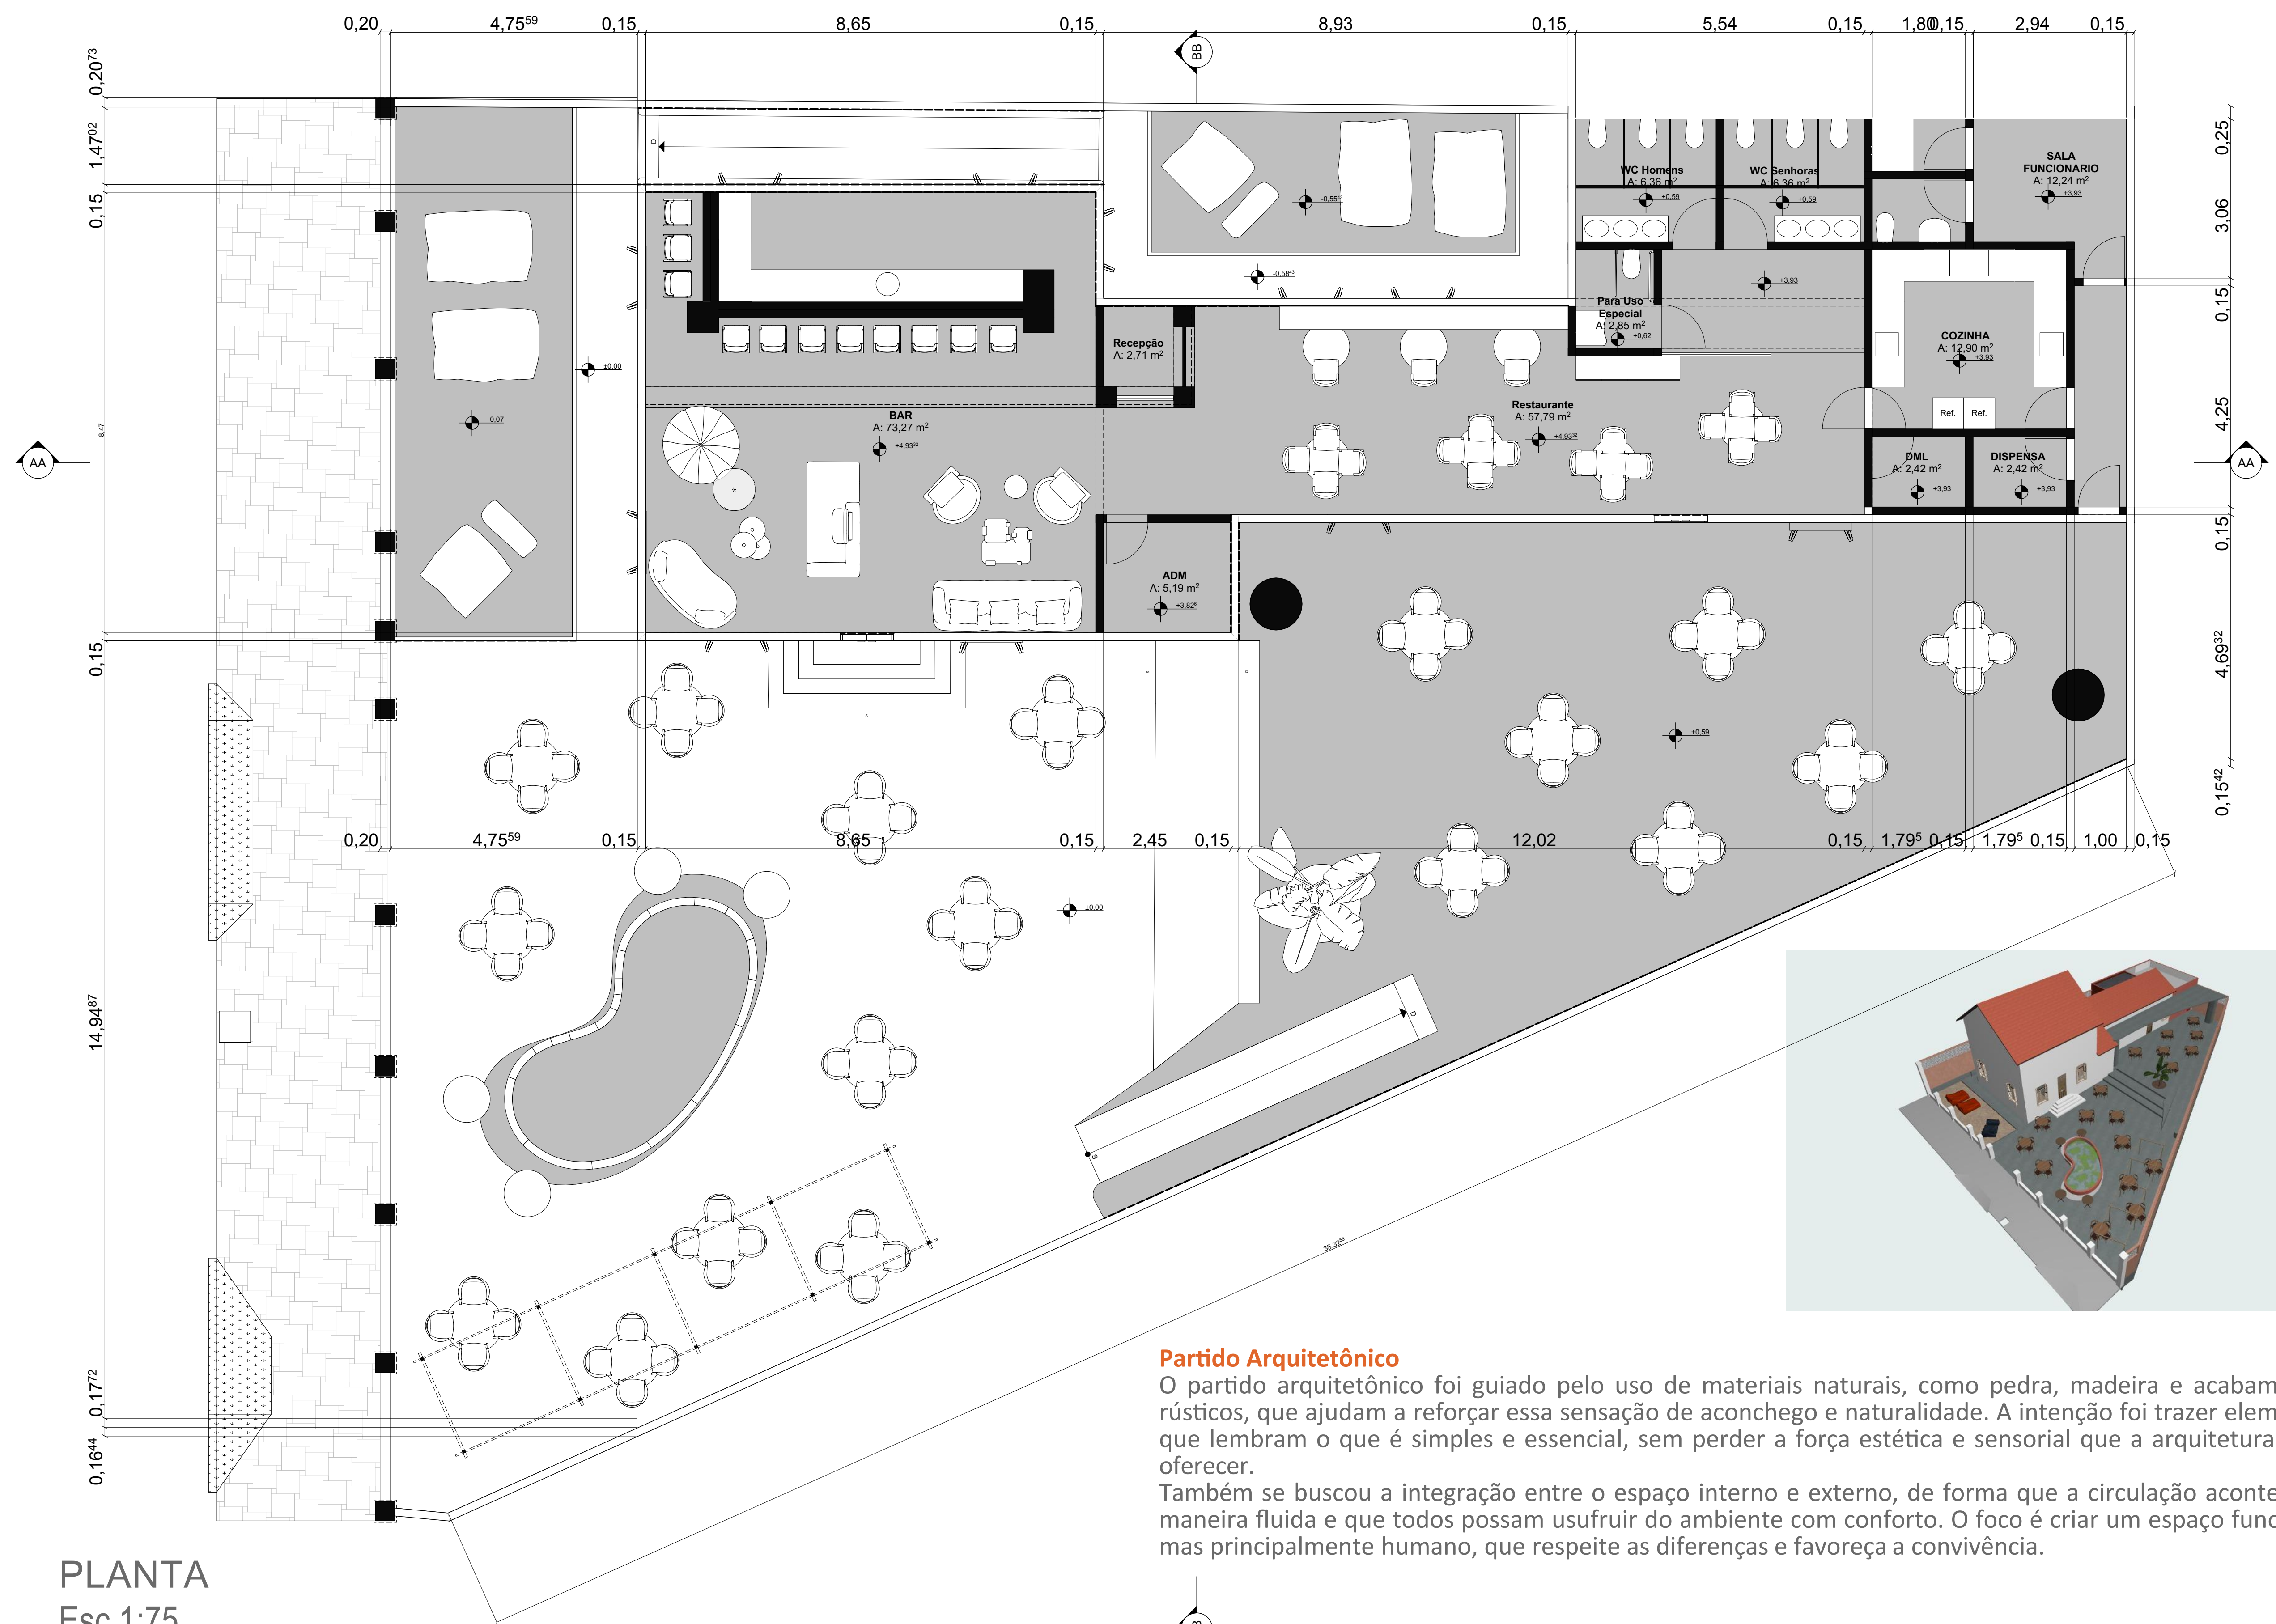 0,20 4,75⁵⁹ 0,15 8,65 0,15 8,93 0,15 5,54 0,15 1,80 0,15 2,94 0,15
BB
0,20⁷³
1,47⁰²
0,15
8,47
0,15
14,94⁸⁷
0,17⁷²
0,16⁴⁴
0,25
3,06
0,15
4,25
0,15
4,69³²
0,15⁴²
D
WC Homens
A: 6,36 m²
+0,59
WC Senhoras
A: 6,36 m²
+0,59
SALA
FUNCIONARIO
A: 12,24 m²
+3,93
-0,55⁴³
-0,58⁴³
+3,93
Para Uso
Especial
A: 2,85 m²
+0,62
Recepção
A: 2,71 m²
COZINHA
A: 12,90 m²
+3,93
Ref. Ref.
±0,00
-0,07
BAR
A: 73,27 m²
+4,93³²
Restaurante
A: 57,79 m²
+4,93³²
AA
AA
DML
A: 2,42 m²
+3,93
DISPENSA
A: 2,42 m²
+3,93
ADM
A: 5,19 m²
+3,82⁶
S
+0,59
0,20 4,75⁵⁹ 0,15 8,65 0,15 2,45 0,15 12,02 0,15 1,79⁵ 0,15 1,79⁵ 0,15 1,00 0,15
±0,00
D
S
Partido Arquitetônico
O partido arquitetônico foi guiado pelo uso de materiais naturais, como pedra, madeira e acabam
rústicos, que ajudam a reforçar essa sensação de aconchego e naturalidade. A intenção foi trazer elem
que lembram o que é simples e essencial, sem perder a força estética e sensorial que a arquitetura
oferecer.
Também se buscou a integração entre o espaço interno e externo, de forma que a circulação aconte
maneira fluida e que todos possam usufruir do ambiente com conforto. O foco é criar um espaço func
mas principalmente humano, que respeite as diferenças e favoreça a convivência.
PLANTA
Esc 1:75